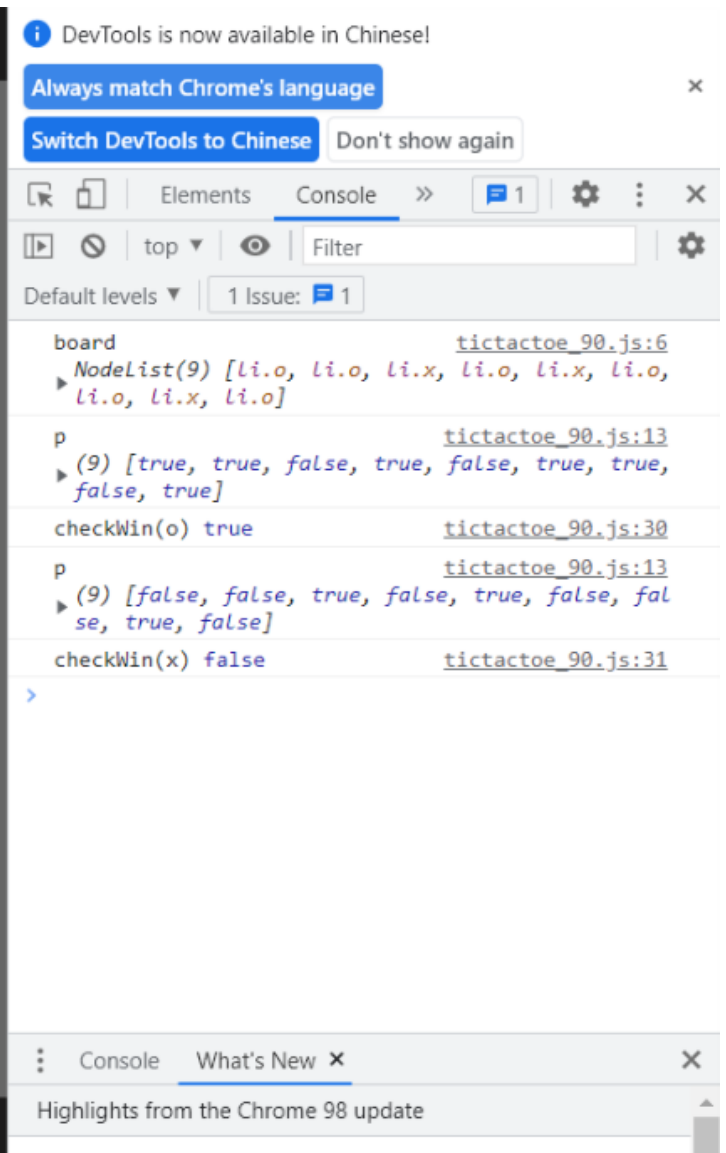 DevTools is now available in Chinese!
Always match Chrome's language
Switch DevTools to Chinese Don't show again
Elements Console 1
top Filter
Default levels 1 Issue: 1
board tictactoe_90.js:6
NodeList(9) [li.o, li.o, li.x, li.o, li.x, li.o,
li.o, li.x, li.o]
p tictactoe_90.js:13
(9) [true, true, false, true, false, true, true,
false, true]
checkWin(o) true tictactoe_90.js:30
p tictactoe_90.js:13
(9) [false, false, true, false, true, false, fal
se, true, false]
checkWin(x) false tictactoe_90.js:31
Console What's New
Highlights from the Chrome 98 update